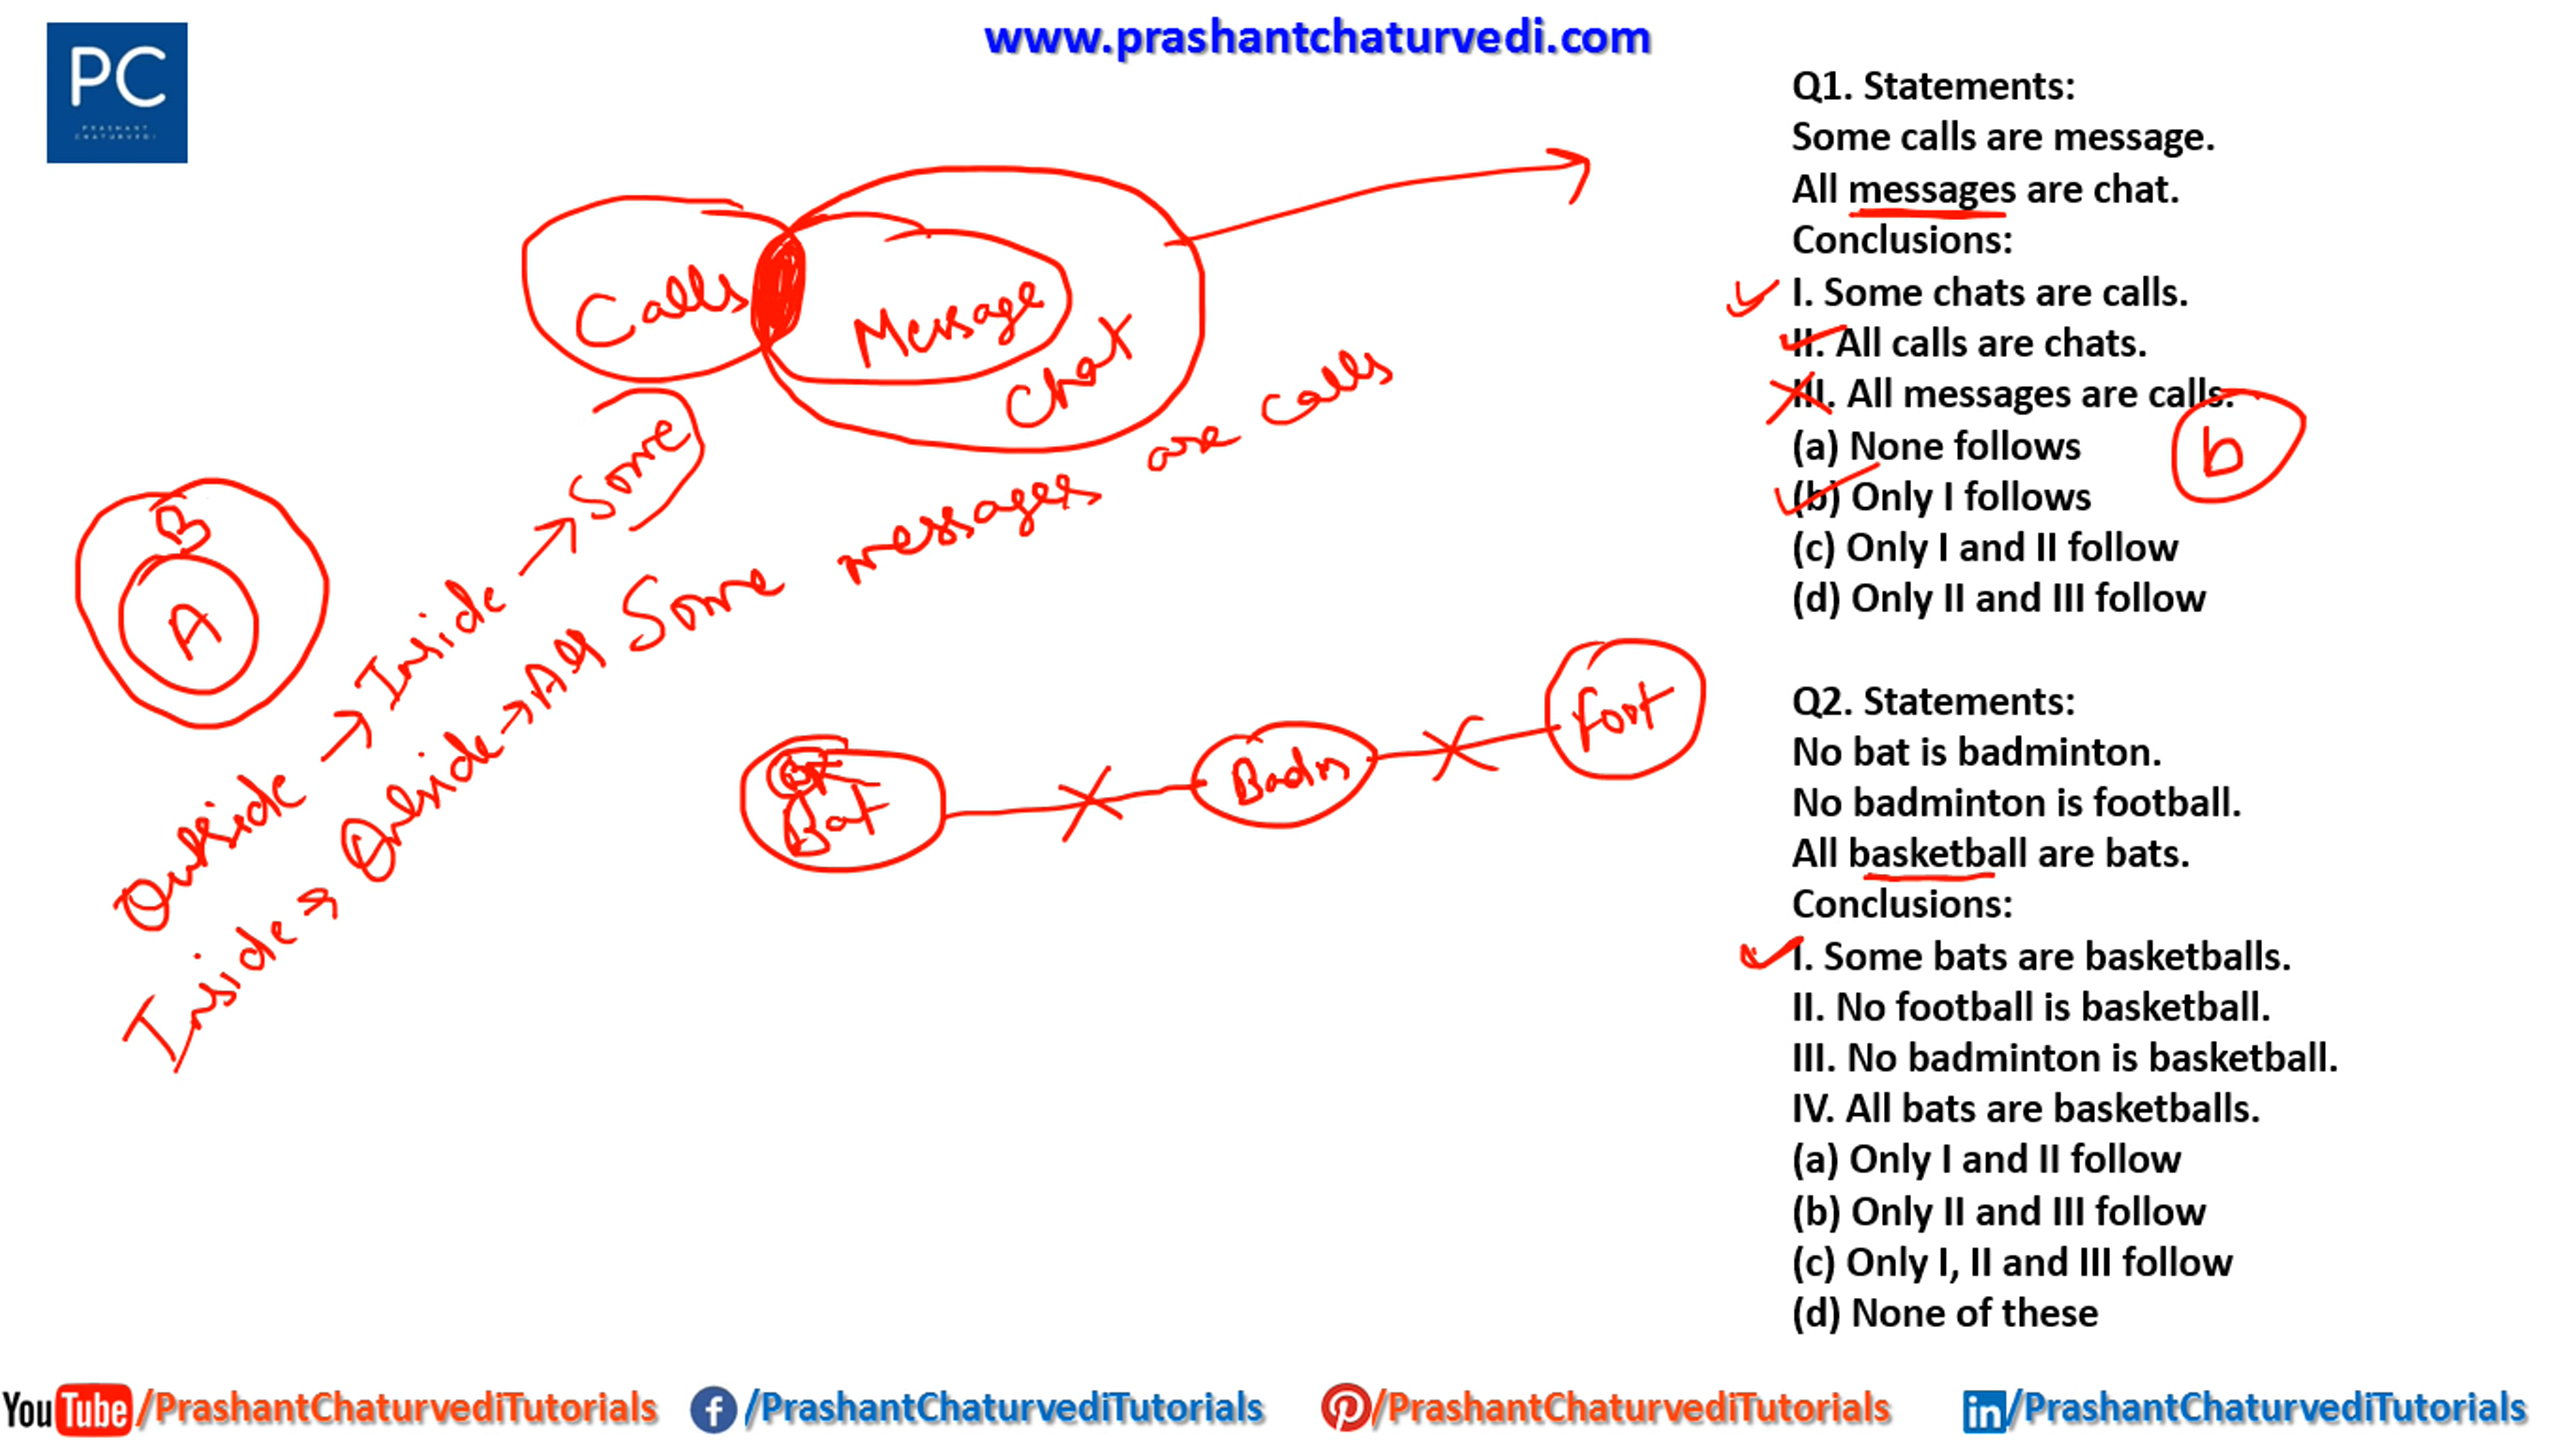 www.prashantchaturvedi.com
PC
PRASHANT
CHATURVEDI
Q1. Statements:
Some calls are message.
All messages are chat.
Conclusions:
I. Some chats are calls.
II. All calls are chats.
III. All messages are calls.
(a) None follows
(b) Only I follows
(c) Only I and II follow
(d) Only II and III follow
b
Calls
Message
Chat
B
A
Outside → Inside → Some
Inside → Outside → All
Some messages are calls
Bat
Badm
Foot
Q2. Statements:
No bat is badminton.
No badminton is football.
All basketball are bats.
Conclusions:
I. Some bats are basketballs.
II. No football is basketball.
III. No badminton is basketball.
IV. All bats are basketballs.
(a) Only I and II follow
(b) Only II and III follow
(c) Only I, II and III follow
(d) None of these
YouTube/PrashantChaturvediTutorials
f/PrashantChaturvediTutorials
/PrashantChaturvediTutorials
in/PrashantChaturvediTutorials